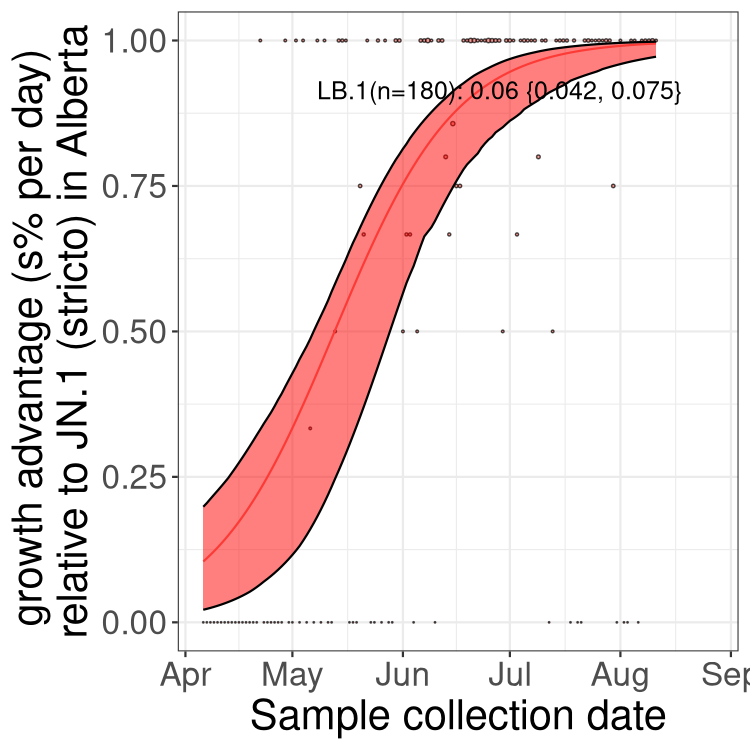 growth advantage (s% per day)
relative to JN.1 (stricto) in Alberta
1.00
0.75
0.50
0.25
0.00
LB.1(n=180): 0.06 {0.042, 0.075}
Apr May Jun Jul Aug Sep
Sample collection date